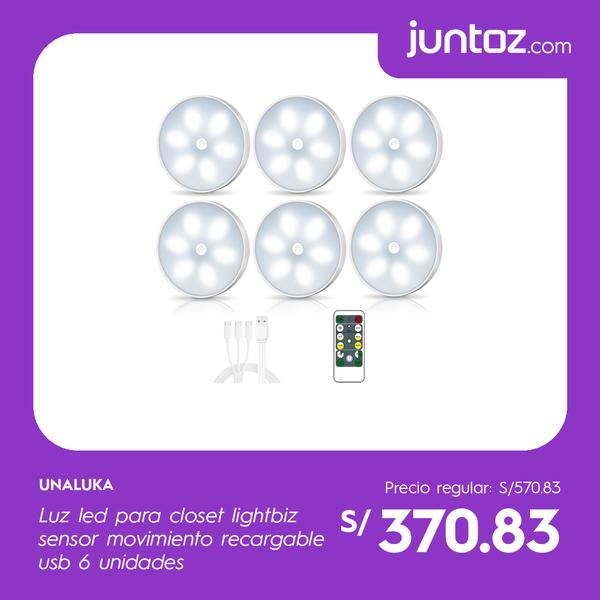 juntoz.com
UNALUKA
Luz led para closet lightbiz
sensor movimiento recargable
usb 6 unidades
Precio regular: S/570.83
S/ 370.83